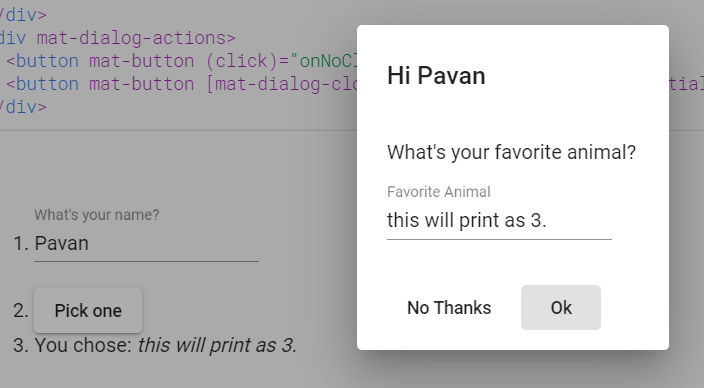 /div>
div mat-dialog-actions>
<button mat-button (click)="onNoCl
<button mat-button [mat-dialog-clo
tial
/div>
Hi Pavan
What's your favorite animal?
Favorite Animal
this will print as 3.
No Thanks Ok
What's your name?
1. Pavan
2. Pick one
3. You chose: this will print as 3.